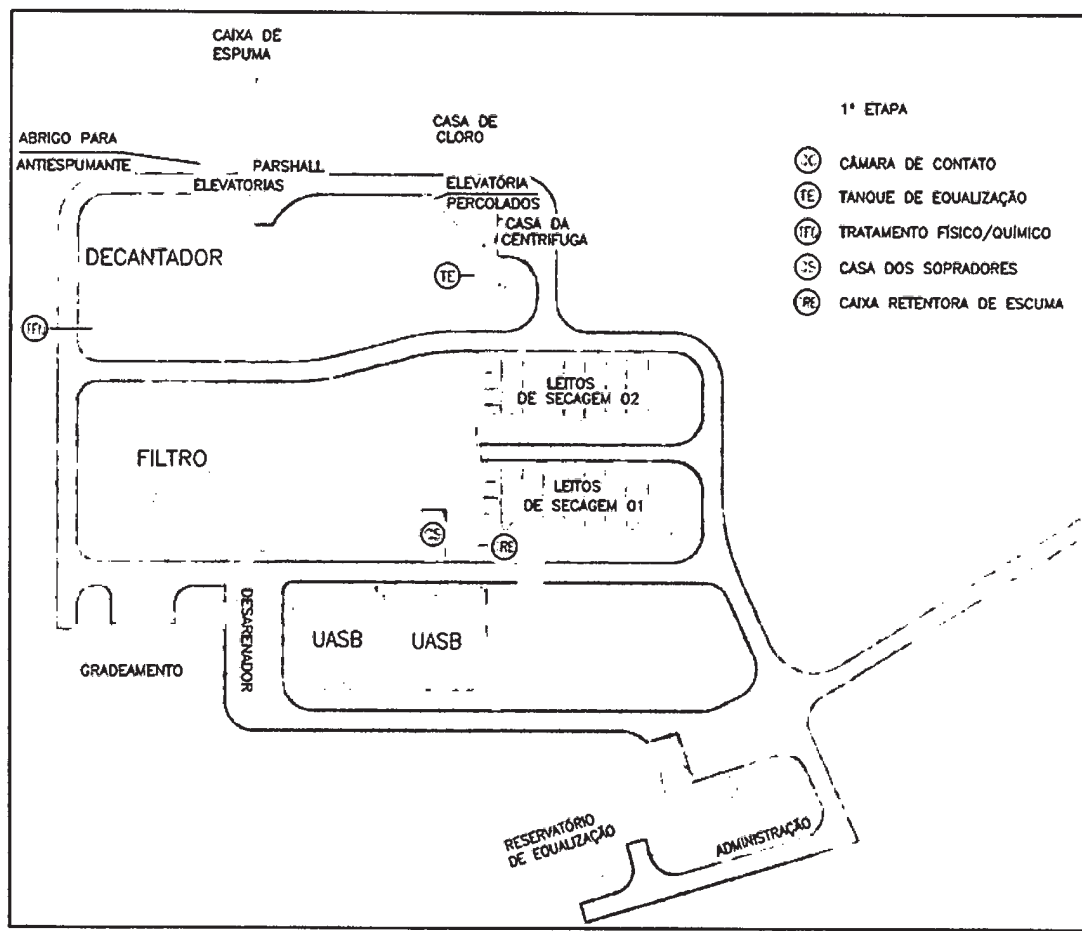 CAIXA DE
ESPUMA
ABRIGO PARA
ANTIESPUMANTE
PARSHALL
ELEVATORIAS
CASA DE
CLORO
ELEVATÓRIA
PERCOLADOS
CASA DA
CENTRIFUGA
1ª ETAPA
CÂMARA DE CONTATO
TE TANQUE DE EQUALIZAÇÃO
TRATAMENTO FÍSICO/QUÍMICO
CASA DOS SOPRADORES
CAIXA RETENTORA DE ESCUMA
DECANTADOR
TE
LEITOS
DE SECAGEM 02
FILTRO
LEITOS
DE SECAGEM 01
DESARENADOR
UASB
UASB
GRADEAMENTO
RESERVATÓRIO
DE EQUALIZAÇÃO
ADMINISTRAÇÃO